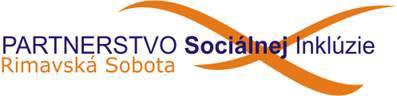 PARTNERSTVO Sociálnej Inklúzie
Rimavská Sobota